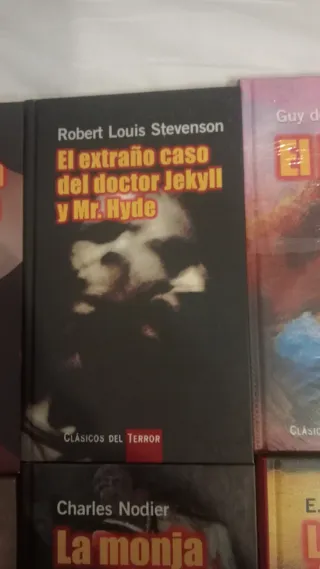 Robert Louis Stevenson
El extraño caso
del doctor Jekyll
y Mr. Hyde
CLÁSICOS DEL TERROR
Guy d
El
CLÁSIC
Charles Nodier
La monja
E.
L